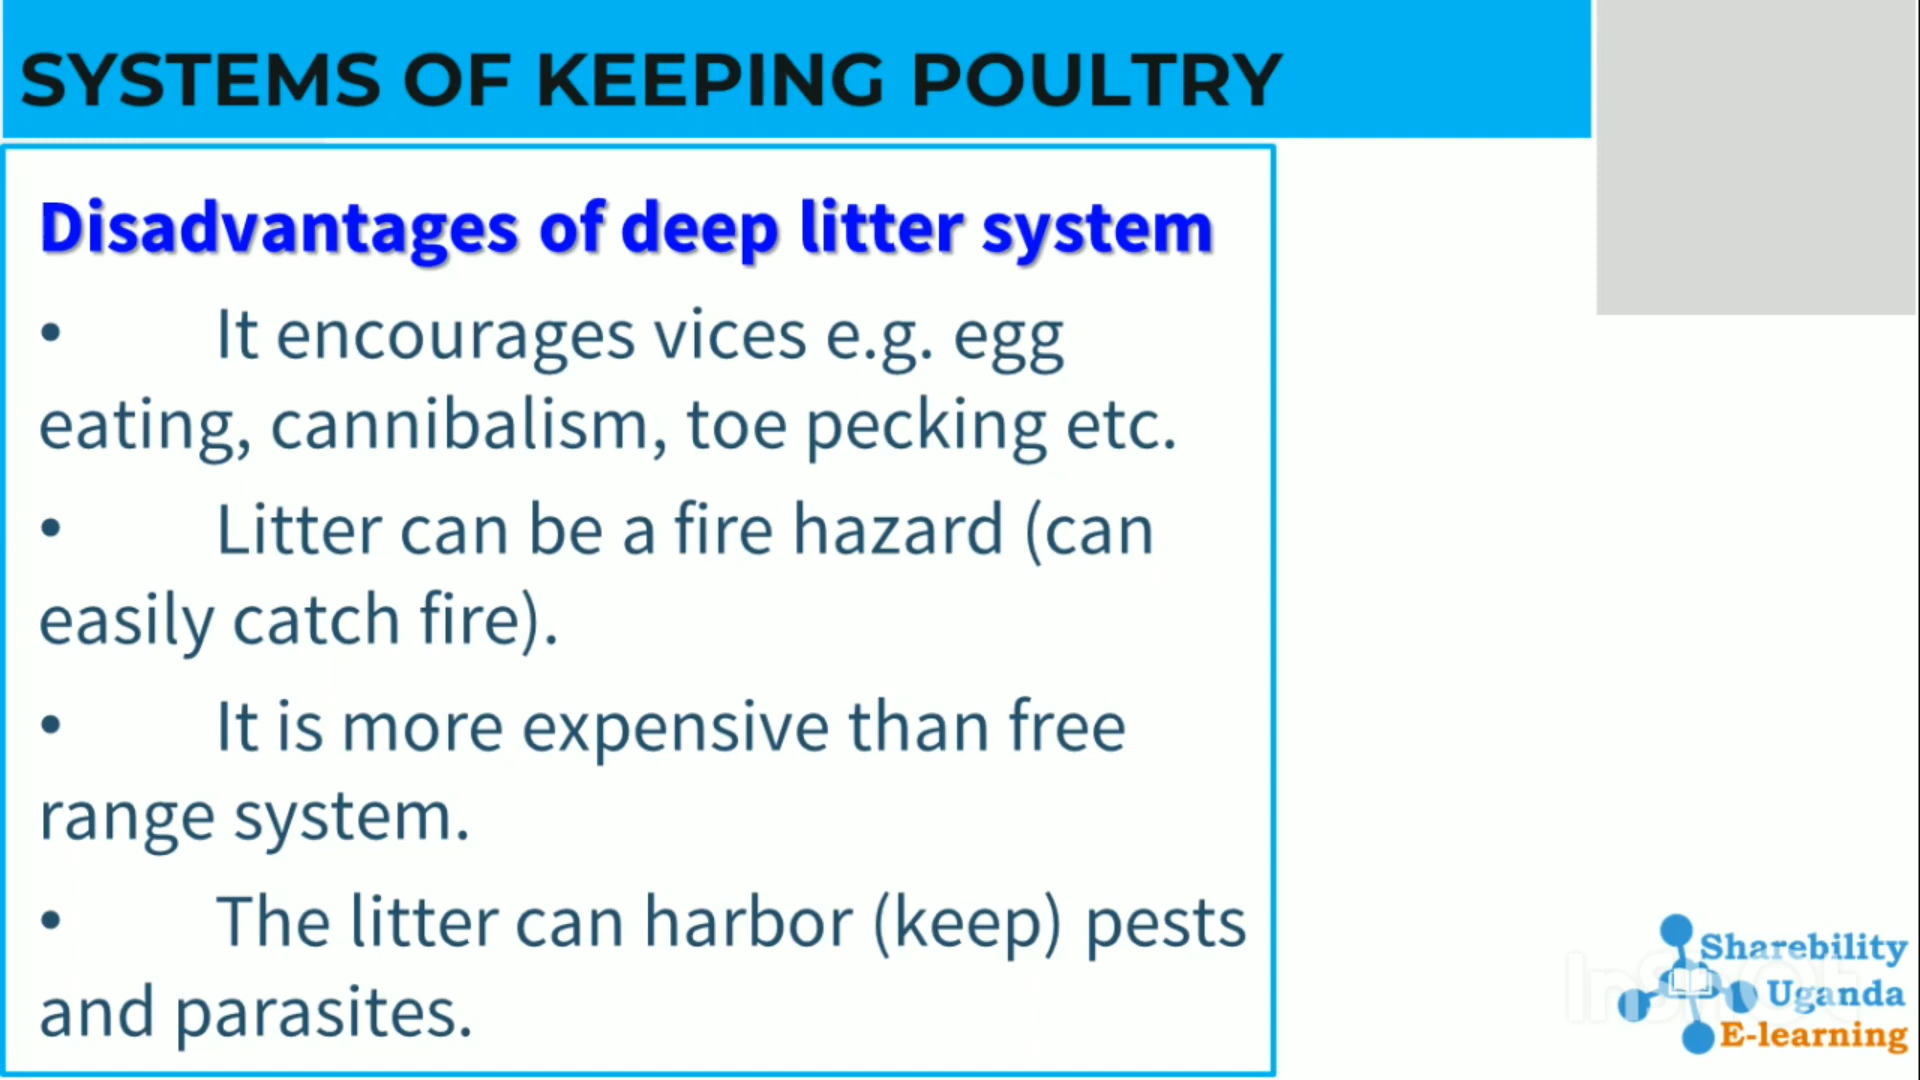 SYSTEMS OF KEEPING POULTRY
Disadvantages of deep litter system
• It encourages vices e.g. egg
eating, cannibalism, toe pecking etc.
• Litter can be a fire hazard (can
easily catch fire).
• It is more expensive than free
range system.
• The litter can harbor (keep) pests
and parasites.
Sharebility
Uganda
E-learning
InShot